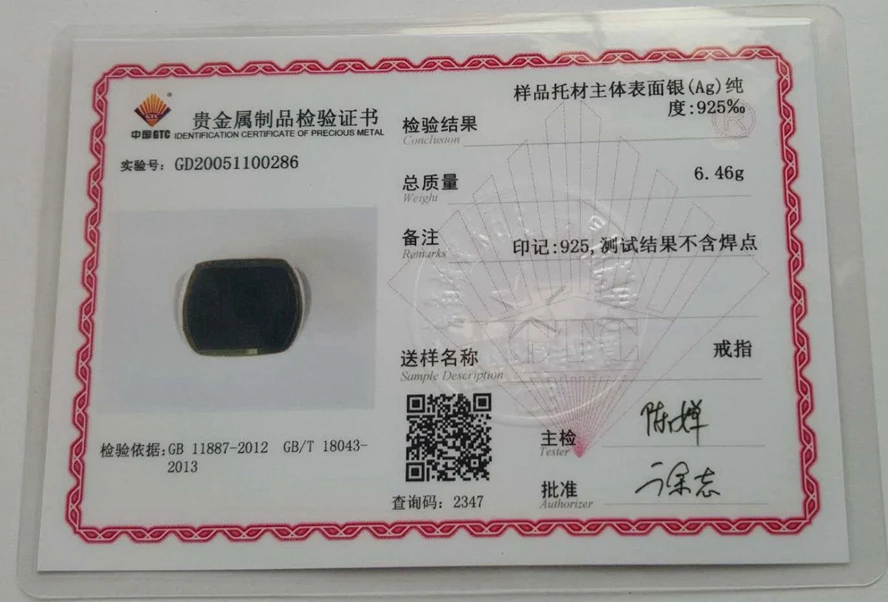 中国GTC
贵金属制品检验证书
IDENTIFICATION CERTIFICATE OF PRECIOUS METAL
实验号: GD20051100286
检验依据:GB 11887-2012 GB/T 18043-
2013
样品托材主体表面银(Ag)纯
度:925‰
检验结果
Conclusion
总质量
6.46g
Weight
备注
印记:925,测试结果不含焊点
Remarks
送样名称
戒指
Sample Description
查询码: 2347
主检
Tester
批准
Authorizer